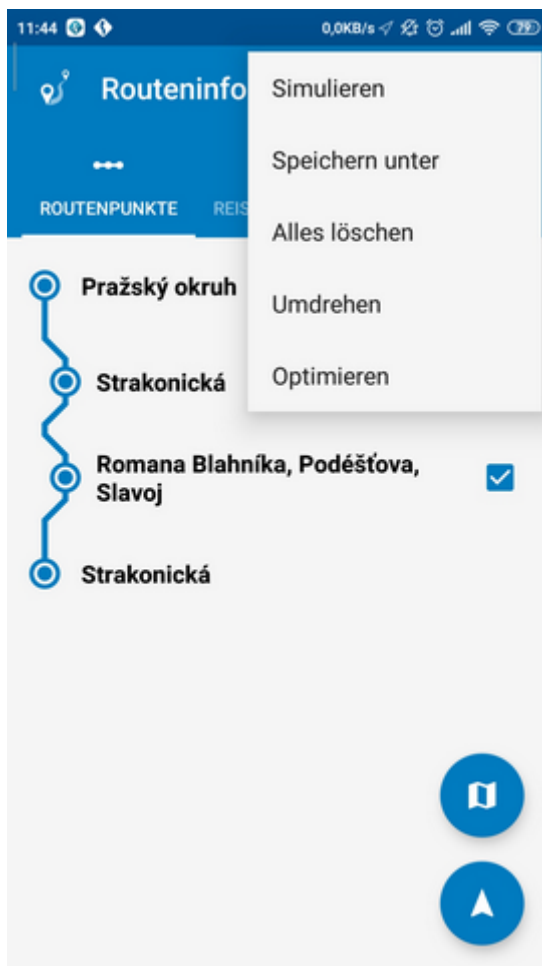 11:44
0,0KB/s
79
Routeninfo
ROUTENPUNKTE REIS
Simulieren
Speichern unter
Alles löschen
Umdrehen
Optimieren
Pražský okruh
Strakonická
Romana Blahníka, Podéšťova,
Slavoj
Strakonická